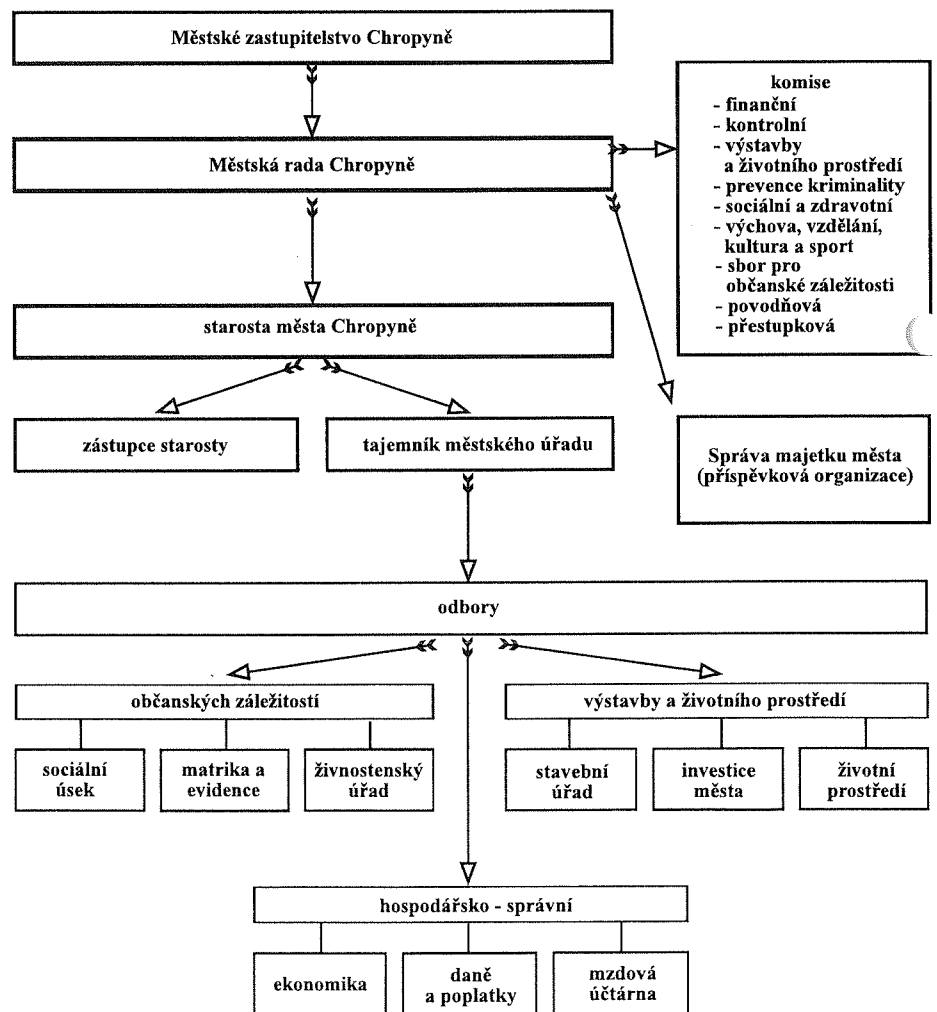 Městské zastupitelstvo Chropyně
Městská rada Chropyně
komise
- finanční
- kontrolní
- výstavby
a životního prostředí
- prevence kriminality
- sociální a zdravotní
- výchova, vzdělání,
kultura a sport
- sbor pro
občanské záležitosti
- povodňová
- přestupková
starosta města Chropyně
zástupce starosty
tajemník městského úřadu
Správa majetku města
(příspěvková organizace)
odbory
občanských záležitostí
sociální
úsek
matrika a
evidence
živnostenský
úřad
výstavby a životního prostředí
stavební
úřad
investice
města
životní
prostředí
hospodářsko - správní
ekonomika
daně
a poplatky
mzdová
účtárna